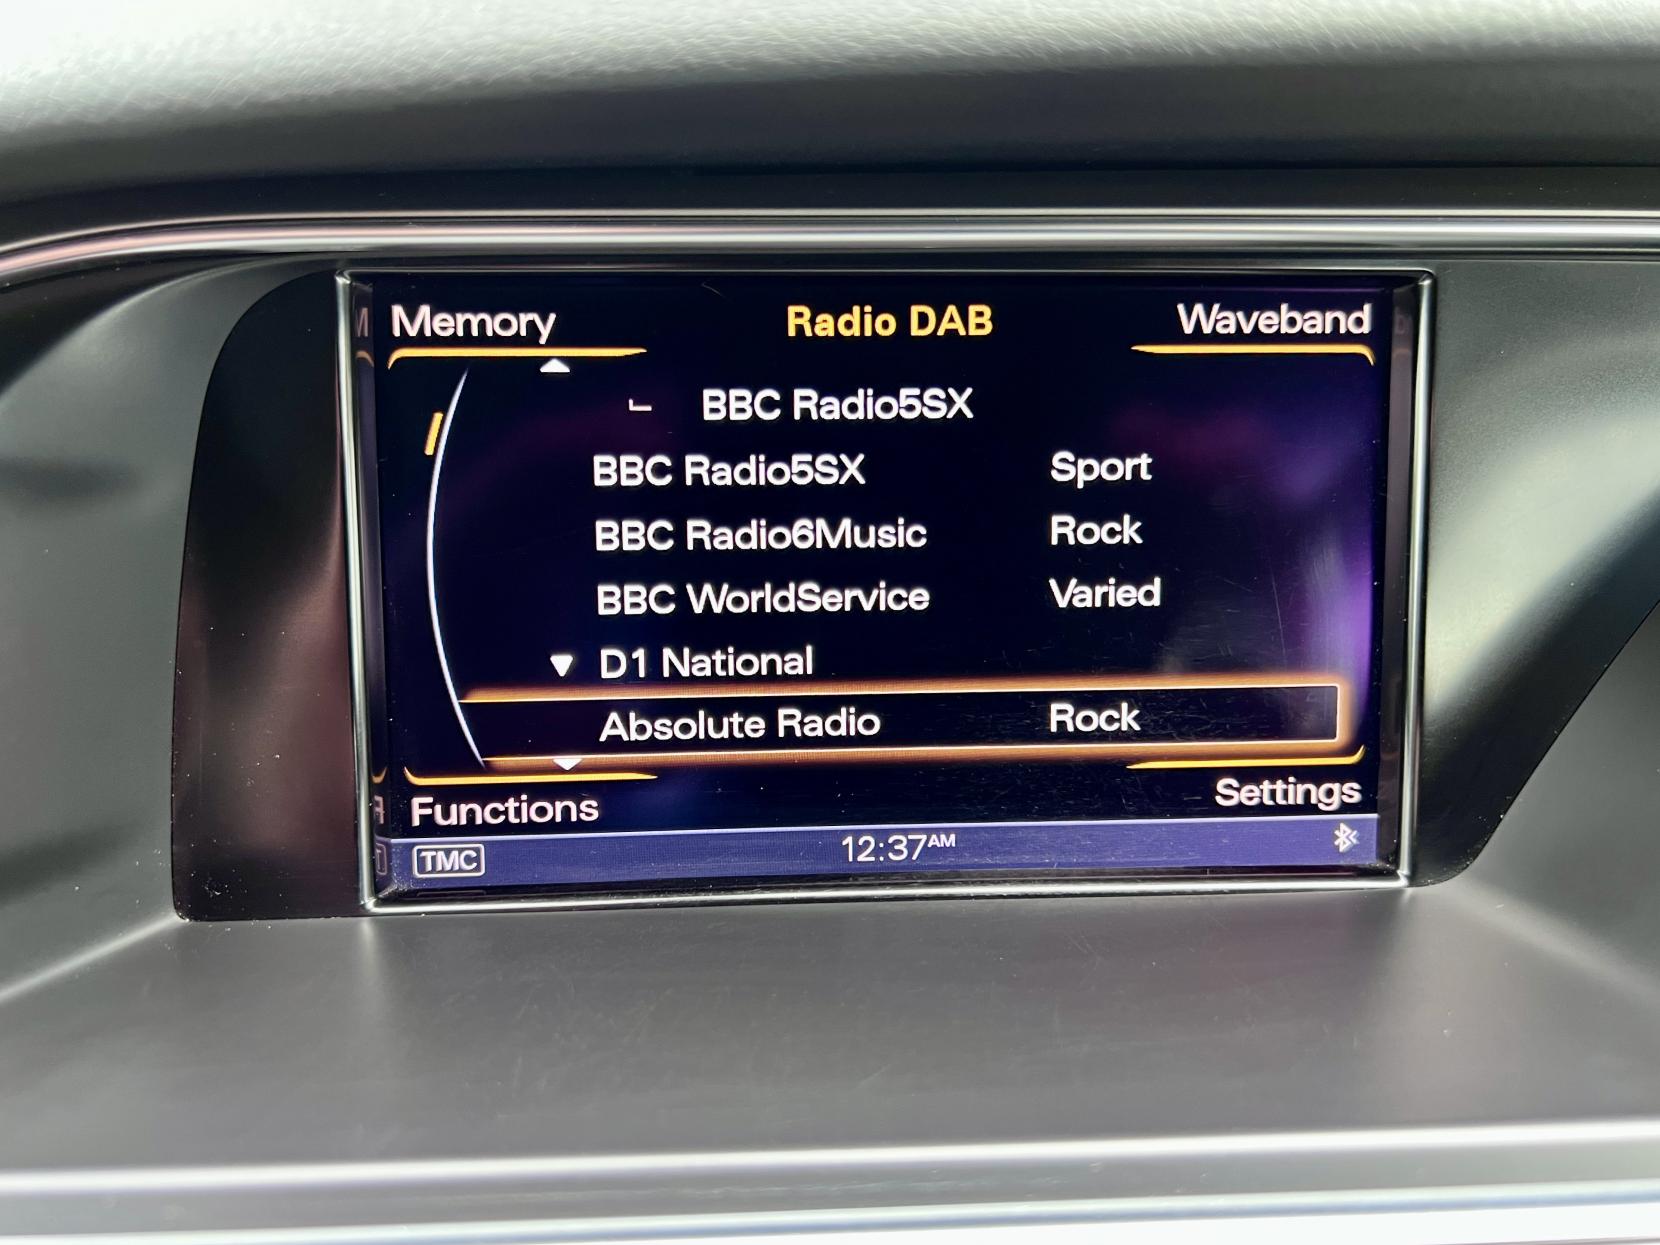 Memory Radio DAB Waveband
BBC Radio5SX
BBC Radio5SX Sport
BBC Radio6Music Rock
BBC WorldService Varied
D1 National
Absolute Radio Rock
Functions Settings
TMC 12:37AM